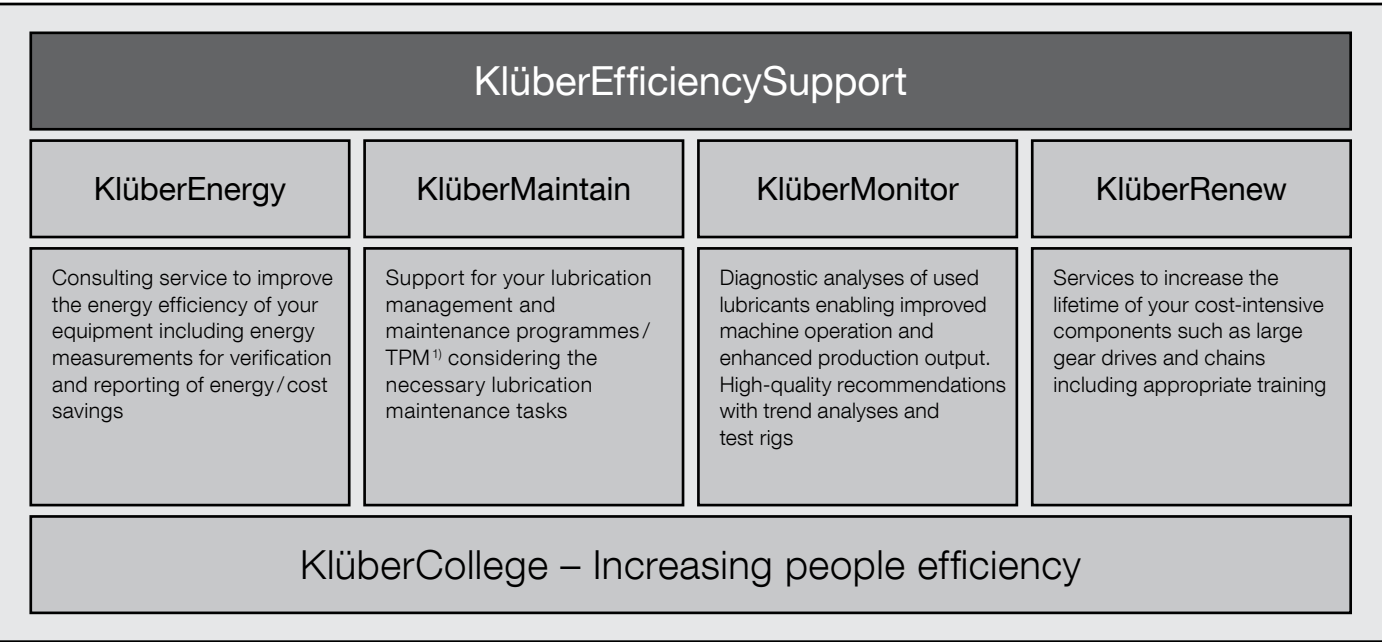 KlüberEfficiencySupport
KlüberEnergy
KlüberMaintain
KlüberMonitor
KlüberRenew
Consulting service to improve
the energy efficiency of your
equipment including energy
measurements for verification
and reporting of energy/cost
savings
Support for your lubrication
management and
maintenance programmes/
TPM¹⁾ considering the
necessary lubrication
maintenance tasks
Diagnostic analyses of used
lubricants enabling improved
machine operation and
enhanced production output.
High-quality recommendations
with trend analyses and
test rigs
Services to increase the
lifetime of your cost-intensive
components such as large
gear drives and chains
including appropriate training
KlüberCollege – Increasing people efficiency